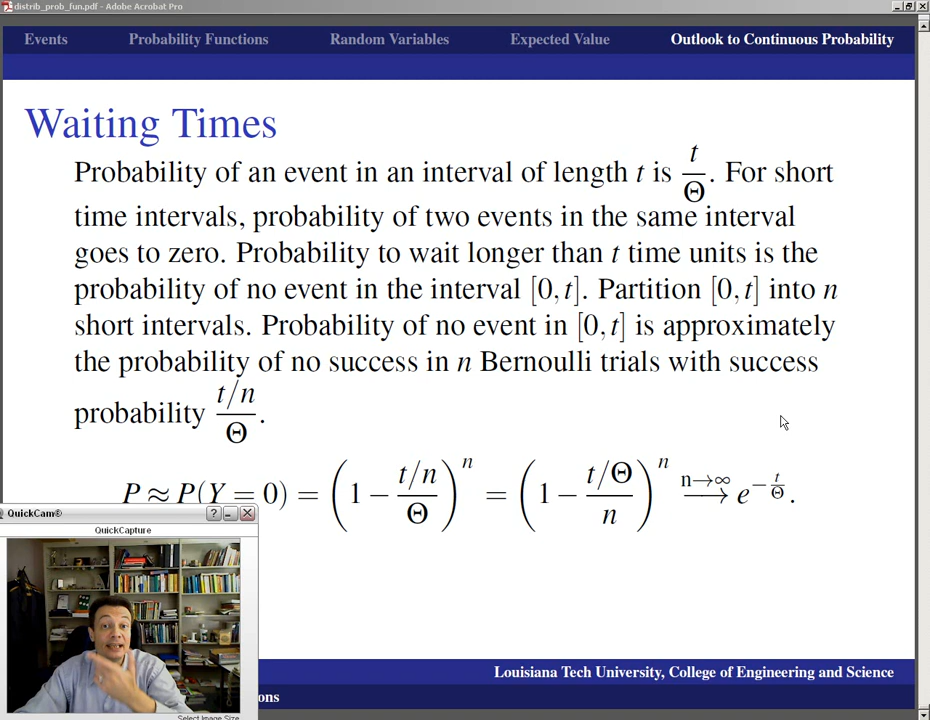 distrib_prob_fun.pdf - Adobe Acrobat Pro
Events Probability Functions Random Variables Expected Value Outlook to Continuous Probability
Waiting Times
Probability of an event in an interval of length t is t/Θ. For short
time intervals, probability of two events in the same interval
goes to zero. Probability to wait longer than t time units is the
probability of no event in the interval [0,t]. Partition [0,t] into n
short intervals. Probability of no event in [0,t] is approximately
the probability of no success in n Bernoulli trials with success
probability (t/n)/Θ.
P ≈ P(Y = 0) = (1 − (t/n)/Θ)^n = (1 − (t/Θ)/n)^n n→∞ ⟶ e^(−t/Θ).
QuickCam®
QuickCapture
Select Image Size
Louisiana Tech University, College of Engineering and Science
ons